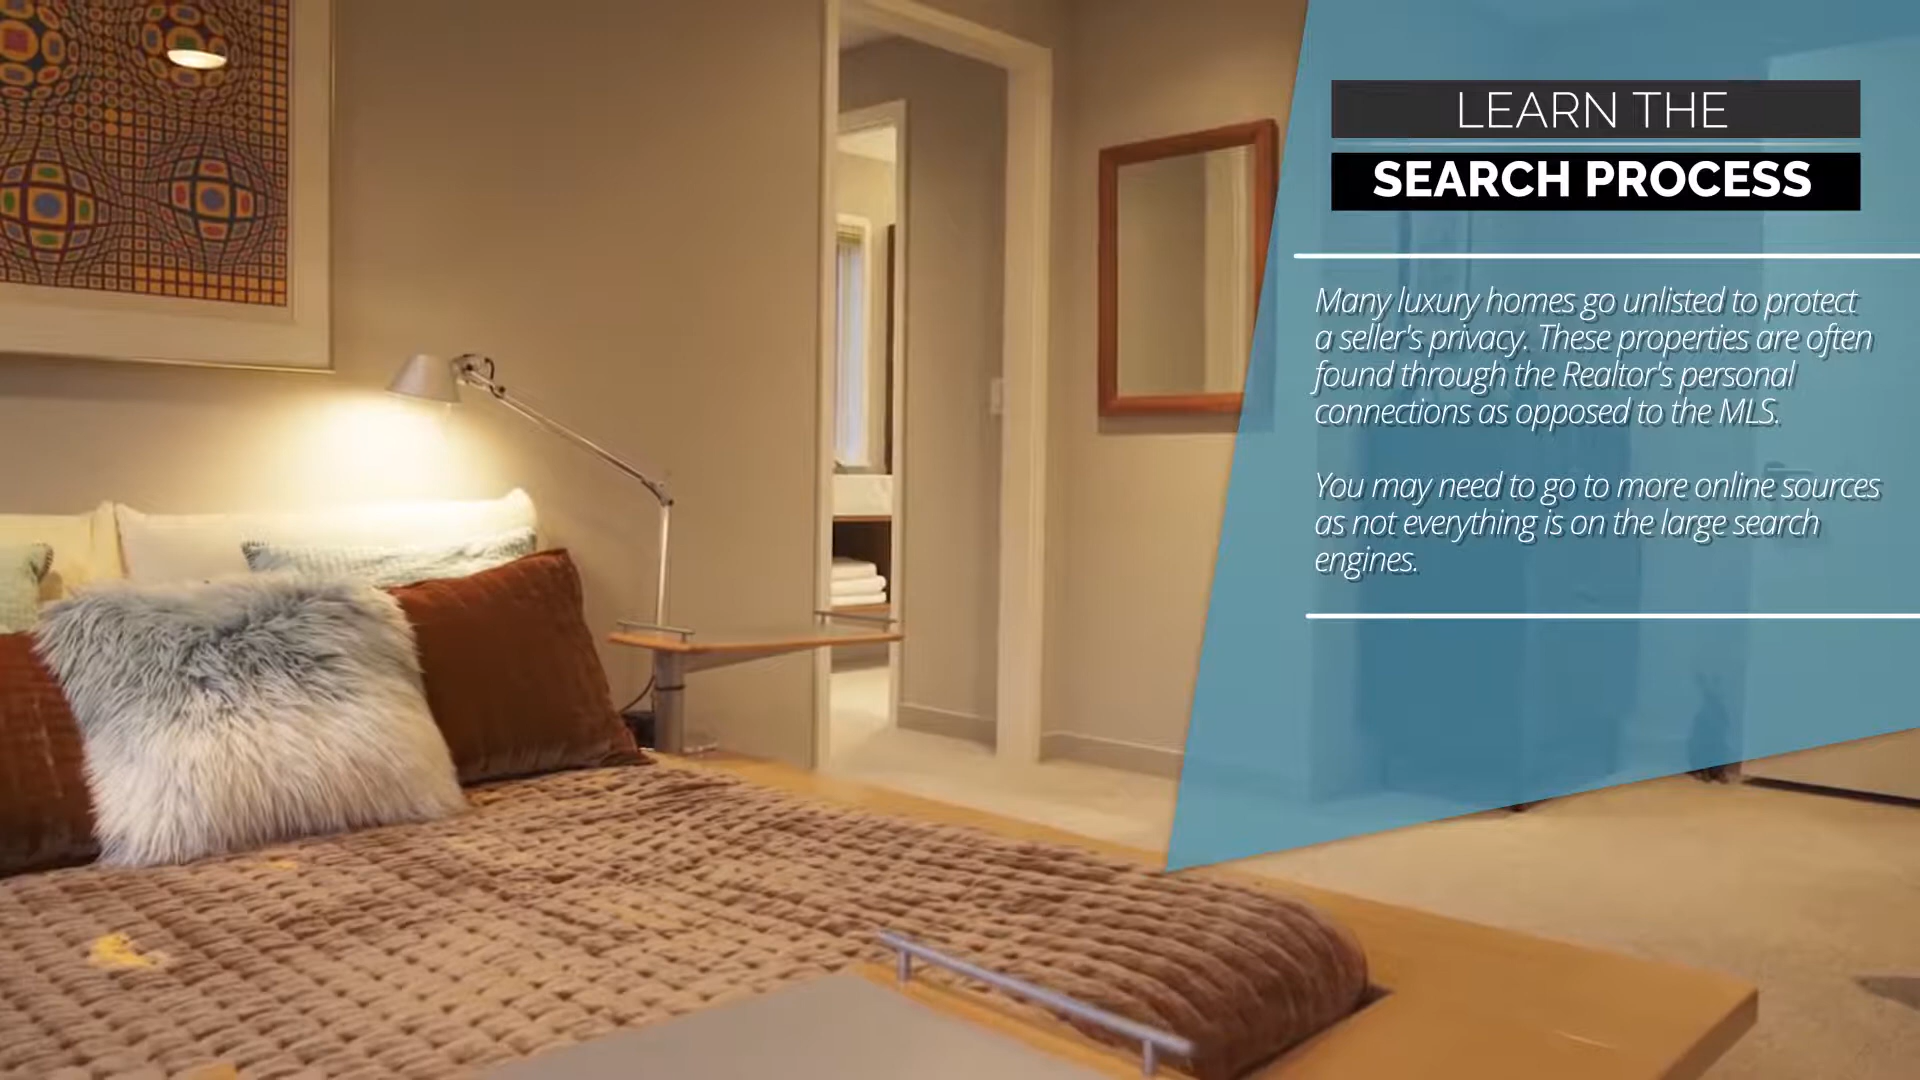 LEARN THE
SEARCH PROCESS
Many luxury homes go unlisted to protect
a seller's privacy. These properties are often
found through the Realtor's personal
connections as opposed to the MLS.
You may need to go to more online sources
as not everything is on the large search
engines.